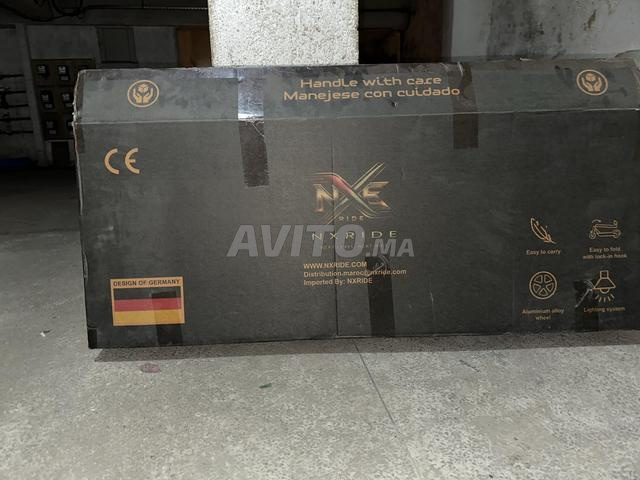 Handle with care
Manejese con cuidado
CE
NXE
RIDE
NXRIDE
AVITO.MA
WWW.NXRIDE.COM
Distribution.maroc@nxride.com
Imported By: NXRIDE
DESIGN OF GERMANY
Easy to carry
Easy to fold
with lock-in hook
Aluminium alloy
wheel
Lighting system